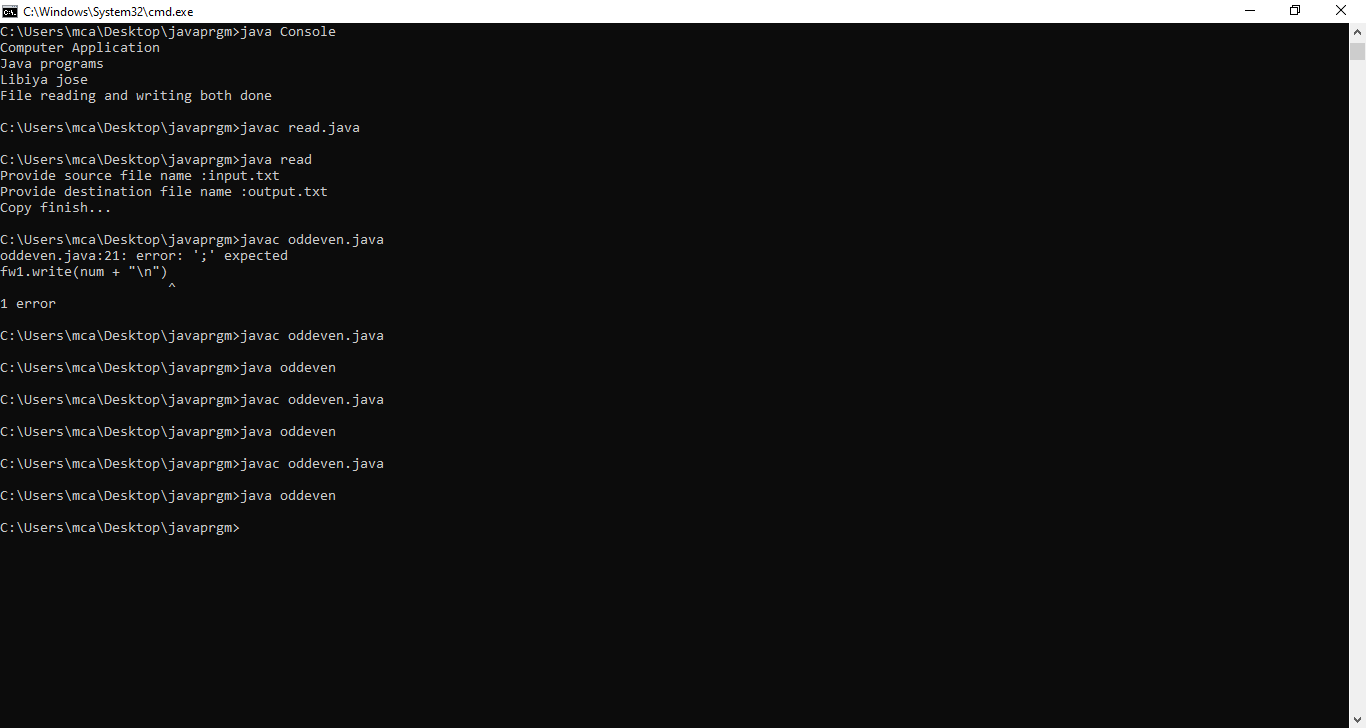 C:\Windows\System32\cmd.exe
C:\Users\mca\Desktop\javaprgm>java Console
Computer Application
Java programs
Libiya jose
File reading and writing both done
C:\Users\mca\Desktop\javaprgm>javac read.java
C:\Users\mca\Desktop\javaprgm>java read
Provide source file name :input.txt
Provide destination file name :output.txt
Copy finish...
C:\Users\mca\Desktop\javaprgm>javac oddeven.java
oddeven.java:21: error: ';' expected
fw1.write(num + "\n")
^
1 error
C:\Users\mca\Desktop\javaprgm>javac oddeven.java
C:\Users\mca\Desktop\javaprgm>java oddeven
C:\Users\mca\Desktop\javaprgm>javac oddeven.java
C:\Users\mca\Desktop\javaprgm>java oddeven
C:\Users\mca\Desktop\javaprgm>javac oddeven.java
C:\Users\mca\Desktop\javaprgm>java oddeven
C:\Users\mca\Desktop\javaprgm>